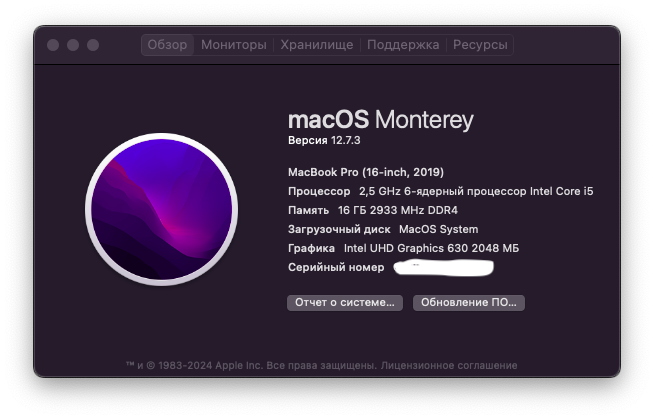 Обзор Мониторы Хранилище Поддержка Ресурсы
macOS Monterey
Версия 12.7.3
MacBook Pro (16-inch, 2019)
Процессор 2,5 GHz 6-ядерный процессор Intel Core i5
Память 16 ГБ 2933 MHz DDR4
Загрузочный диск MacOS System
Графика Intel UHD Graphics 630 2048 МБ
Серийный номер
Отчет о системе... Обновление ПО...
™ и © 1983-2024 Apple Inc. Все права защищены. Лицензионное соглашение